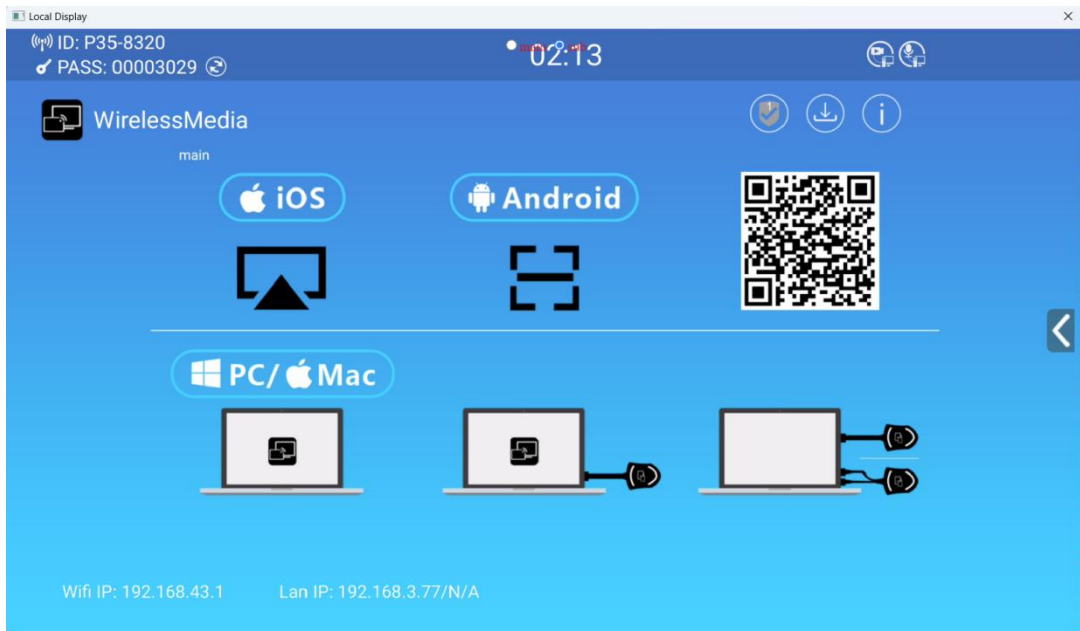 Local Display
ID: P35-8320
PASS: 00003029
02:13
WirelessMedia
main
iOS
Android
PC/ Mac
Wifi IP: 192.168.43.1
Lan IP: 192.168.3.77/N/A